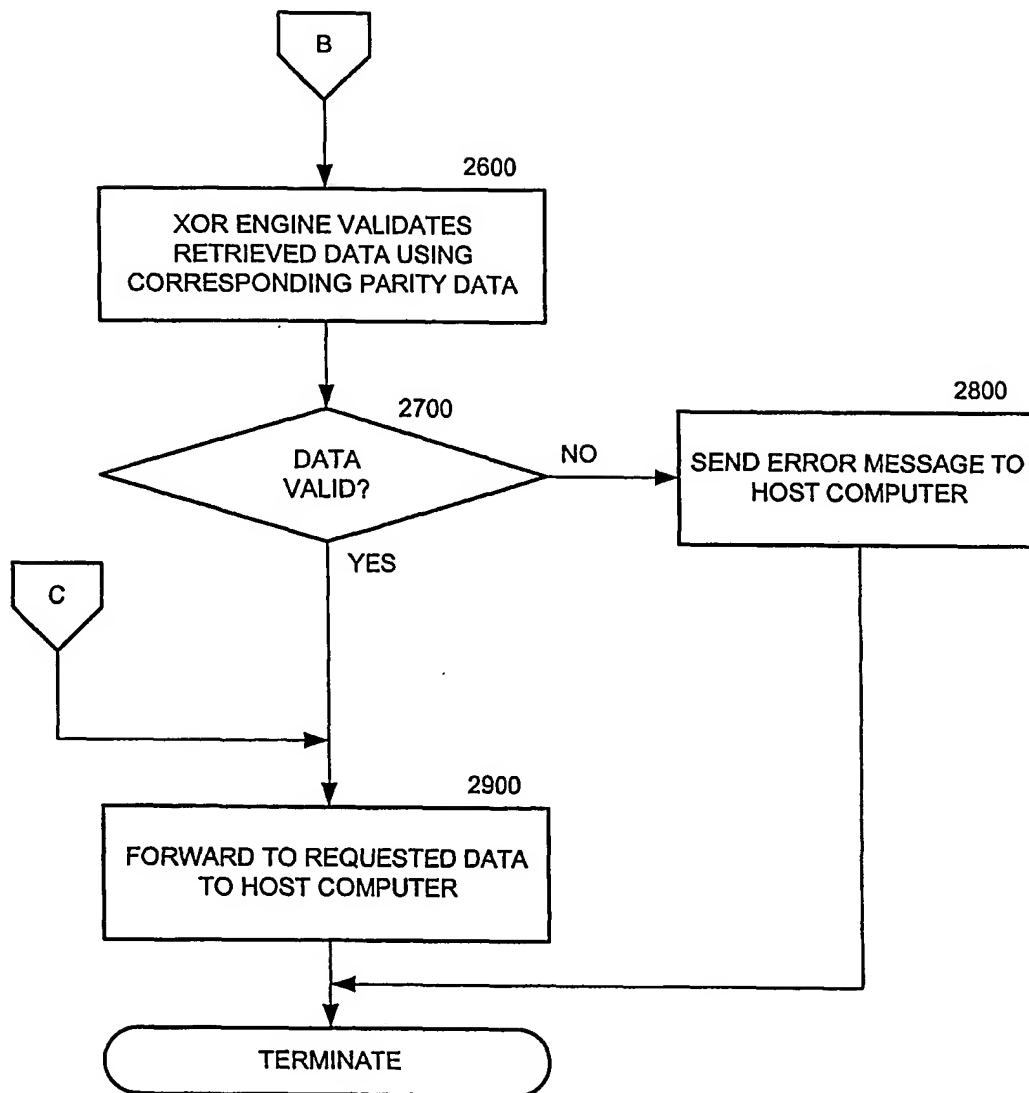 B
2600
XOR ENGINE VALIDATES
RETRIEVED DATA USING
CORRESPONDING PARITY DATA
2700
DATA
VALID?
NO
2800
SEND ERROR MESSAGE TO
HOST COMPUTER
YES
C
2900
FORWARD TO REQUESTED DATA
TO HOST COMPUTER
TERMINATE